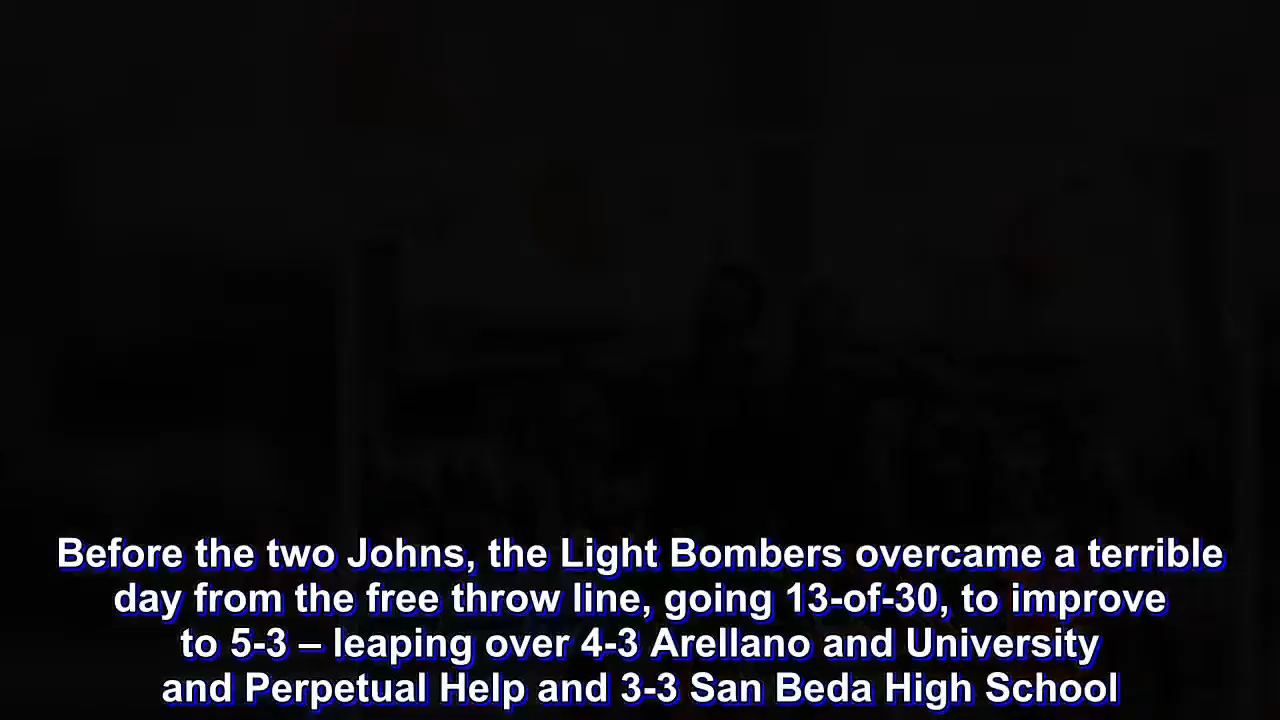 Before the two Johns, the Light Bombers overcame a terrible
day from the free throw line, going 13-of-30, to improve
to 5-3 – leaping over 4-3 Arellano and University
and Perpetual Help and 3-3 San Beda High School